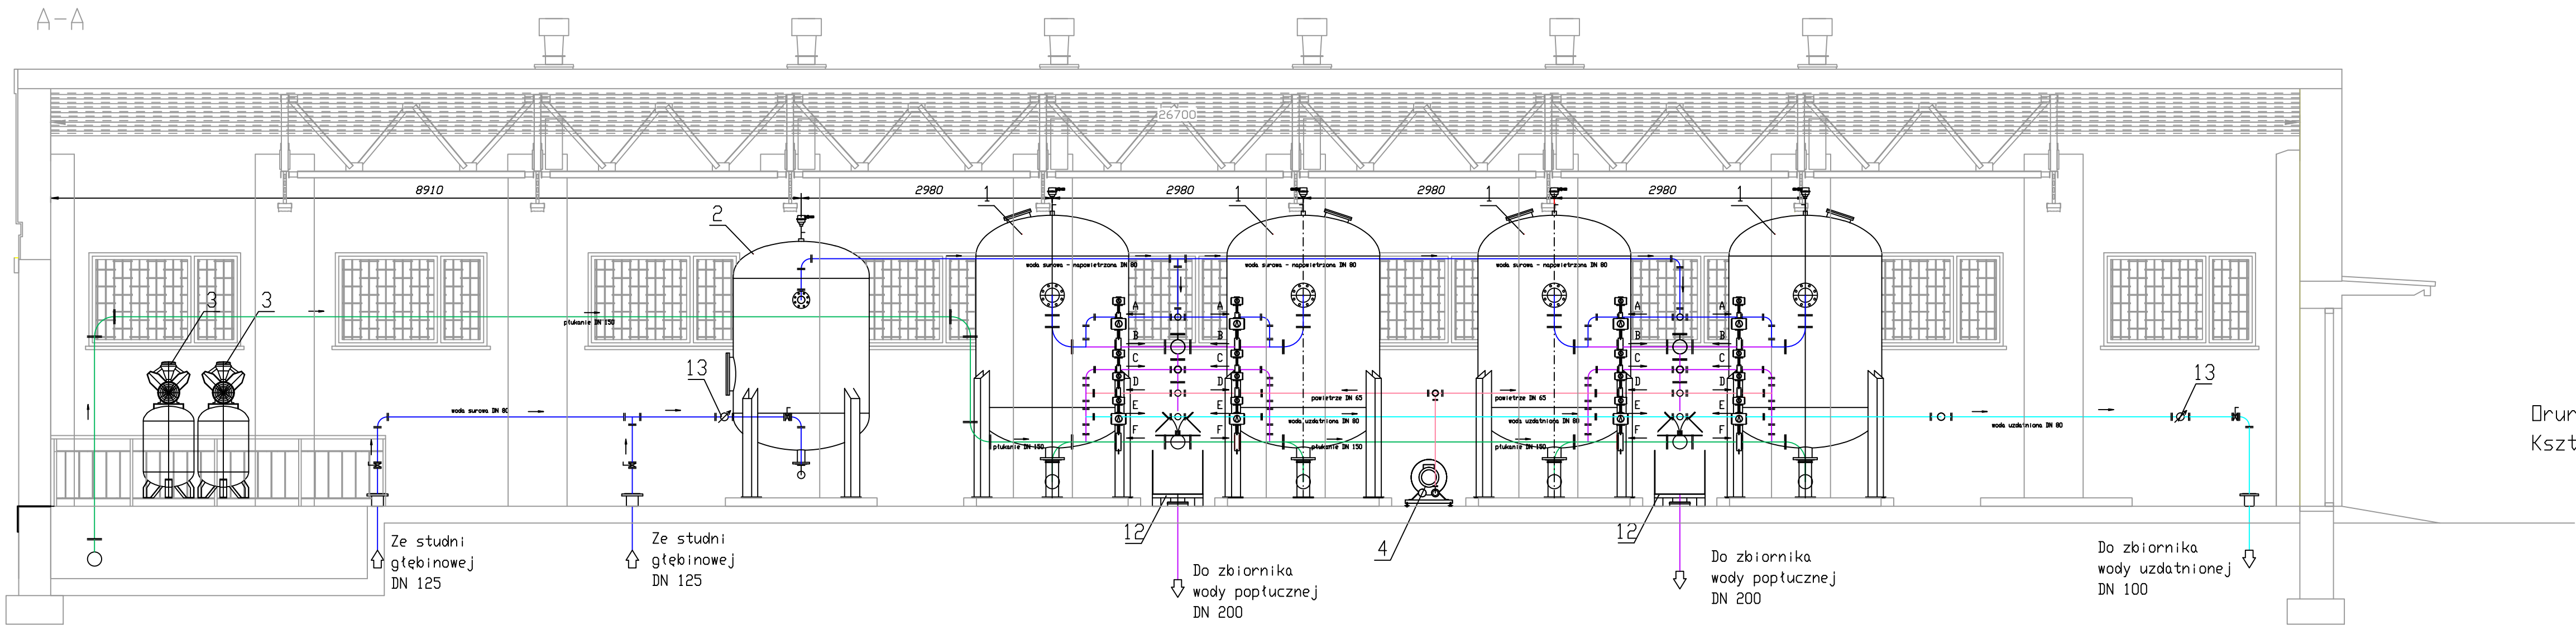 A-A
26700
8910
2980
2980
2980
2980
1
1
1
1
2
3
3
woda surowa - napowietrzona DN 80
woda surowa - napowietrzona DN 80
woda surowa - napowietrzona DN 80
płukanie DN 150
A
A
A
A
B
B
B
B
C
C
C
C
D
D
D
D
E
E
E
E
F
F
F
F
13
13
woda surowa DN 80
powietrze DN 65
powietrze DN 65
woda uzdatniona DN 80
woda uzdatniona DN 80
woda uzdatniona DN 80
płukanie DN 150
płukanie DN 150
płukanie DN 150
Orur
Kszt
12
4
12
Ze studni
głębinowej
DN 125
Ze studni
głębinowej
DN 125
Do zbiornika
wody popłucznej
DN 200
Do zbiornika
wody popłucznej
DN 200
Do zbiornika
wody uzdatnionej
DN 100